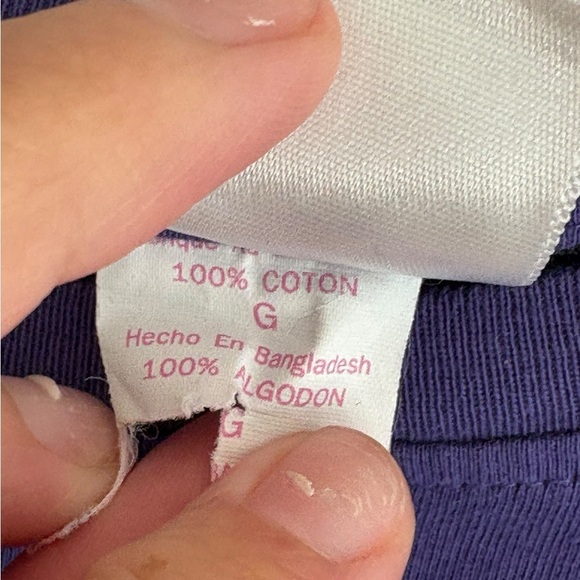 100% COTON
G
Hecho En Bangladesh
100% ALGODON
G